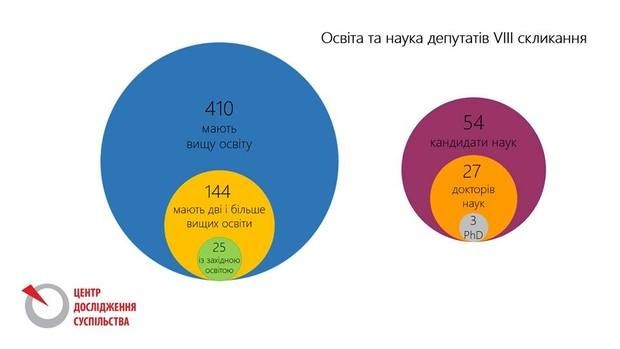 Освіта та наука депутатів VIII скликання
410
мають
вищу освіту
144
мають дві і більше
вищих освіти
25
із західною
освітою
54
кандидати наук
27
докторів
наук
3
PhD
ЦЕНТР
ДОСЛІДЖЕННЯ
СУСПІЛЬСТВА